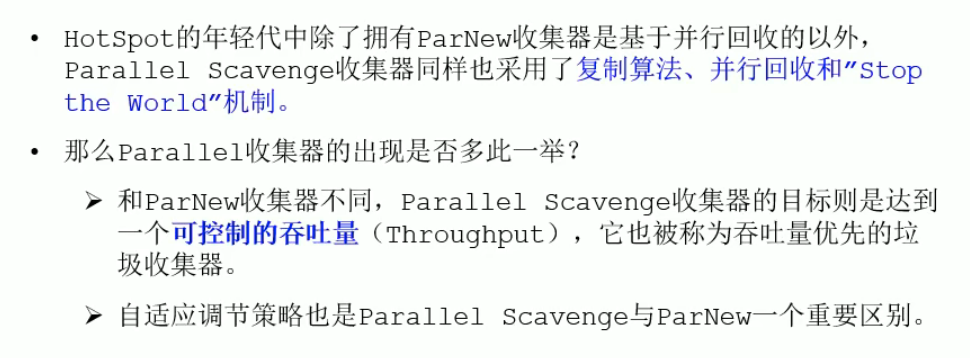 • HotSpot的年轻代中除了拥有ParNew收集器是基于并行回收的以外，
Parallel Scavenge收集器同样也采用了复制算法、并行回收和"Stop
the World"机制。
• 那么Parallel收集器的出现是否多此一举？
➢ 和ParNew收集器不同，Parallel Scavenge收集器的目标则是达到
一个可控制的吞吐量（Throughput），它也被称为吞吐量优先的垃
圾收集器。
➢ 自适应调节策略也是Parallel Scavenge与ParNew一个重要区别。